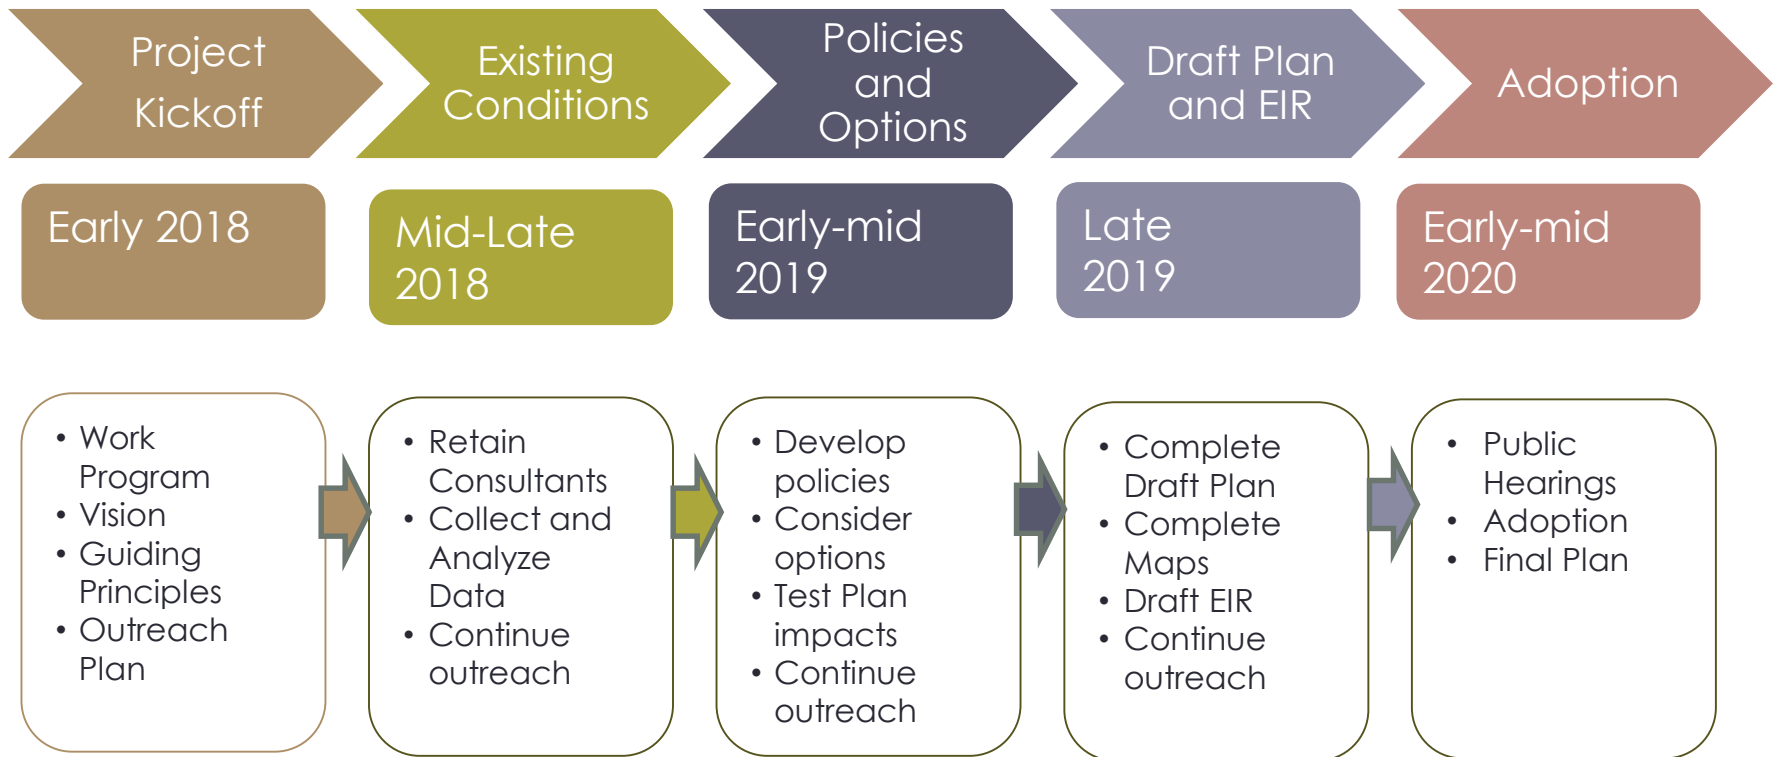 Project
Kickoff
Existing
Conditions
Policies
and
Options
Draft Plan
and EIR
Adoption
Early 2018
Mid-Late
2018
Early-mid
2019
Late
2019
Early-mid
2020
• Work
Program
• Vision
• Guiding
Principles
• Outreach
Plan
• Retain
Consultants
• Collect and
Analyze
Data
• Continue
outreach
• Develop
policies
• Consider
options
• Test Plan
impacts
• Continue
outreach
• Complete
Draft Plan
• Complete
Maps
• Draft EIR
• Continue
outreach
• Public
Hearings
• Adoption
• Final Plan